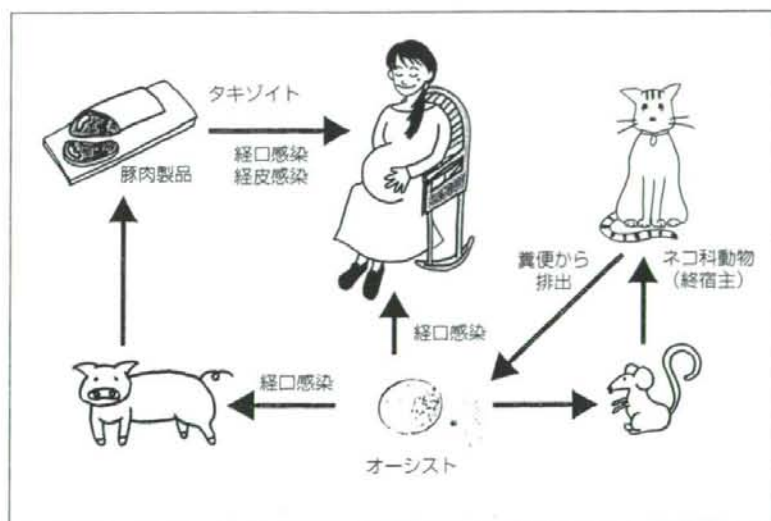 タキゾイト
経口感染
経皮感染
豚肉製品
糞便から
排出
ネコ科動物
(終宿主)
経口感染
経口感染
オーシスト